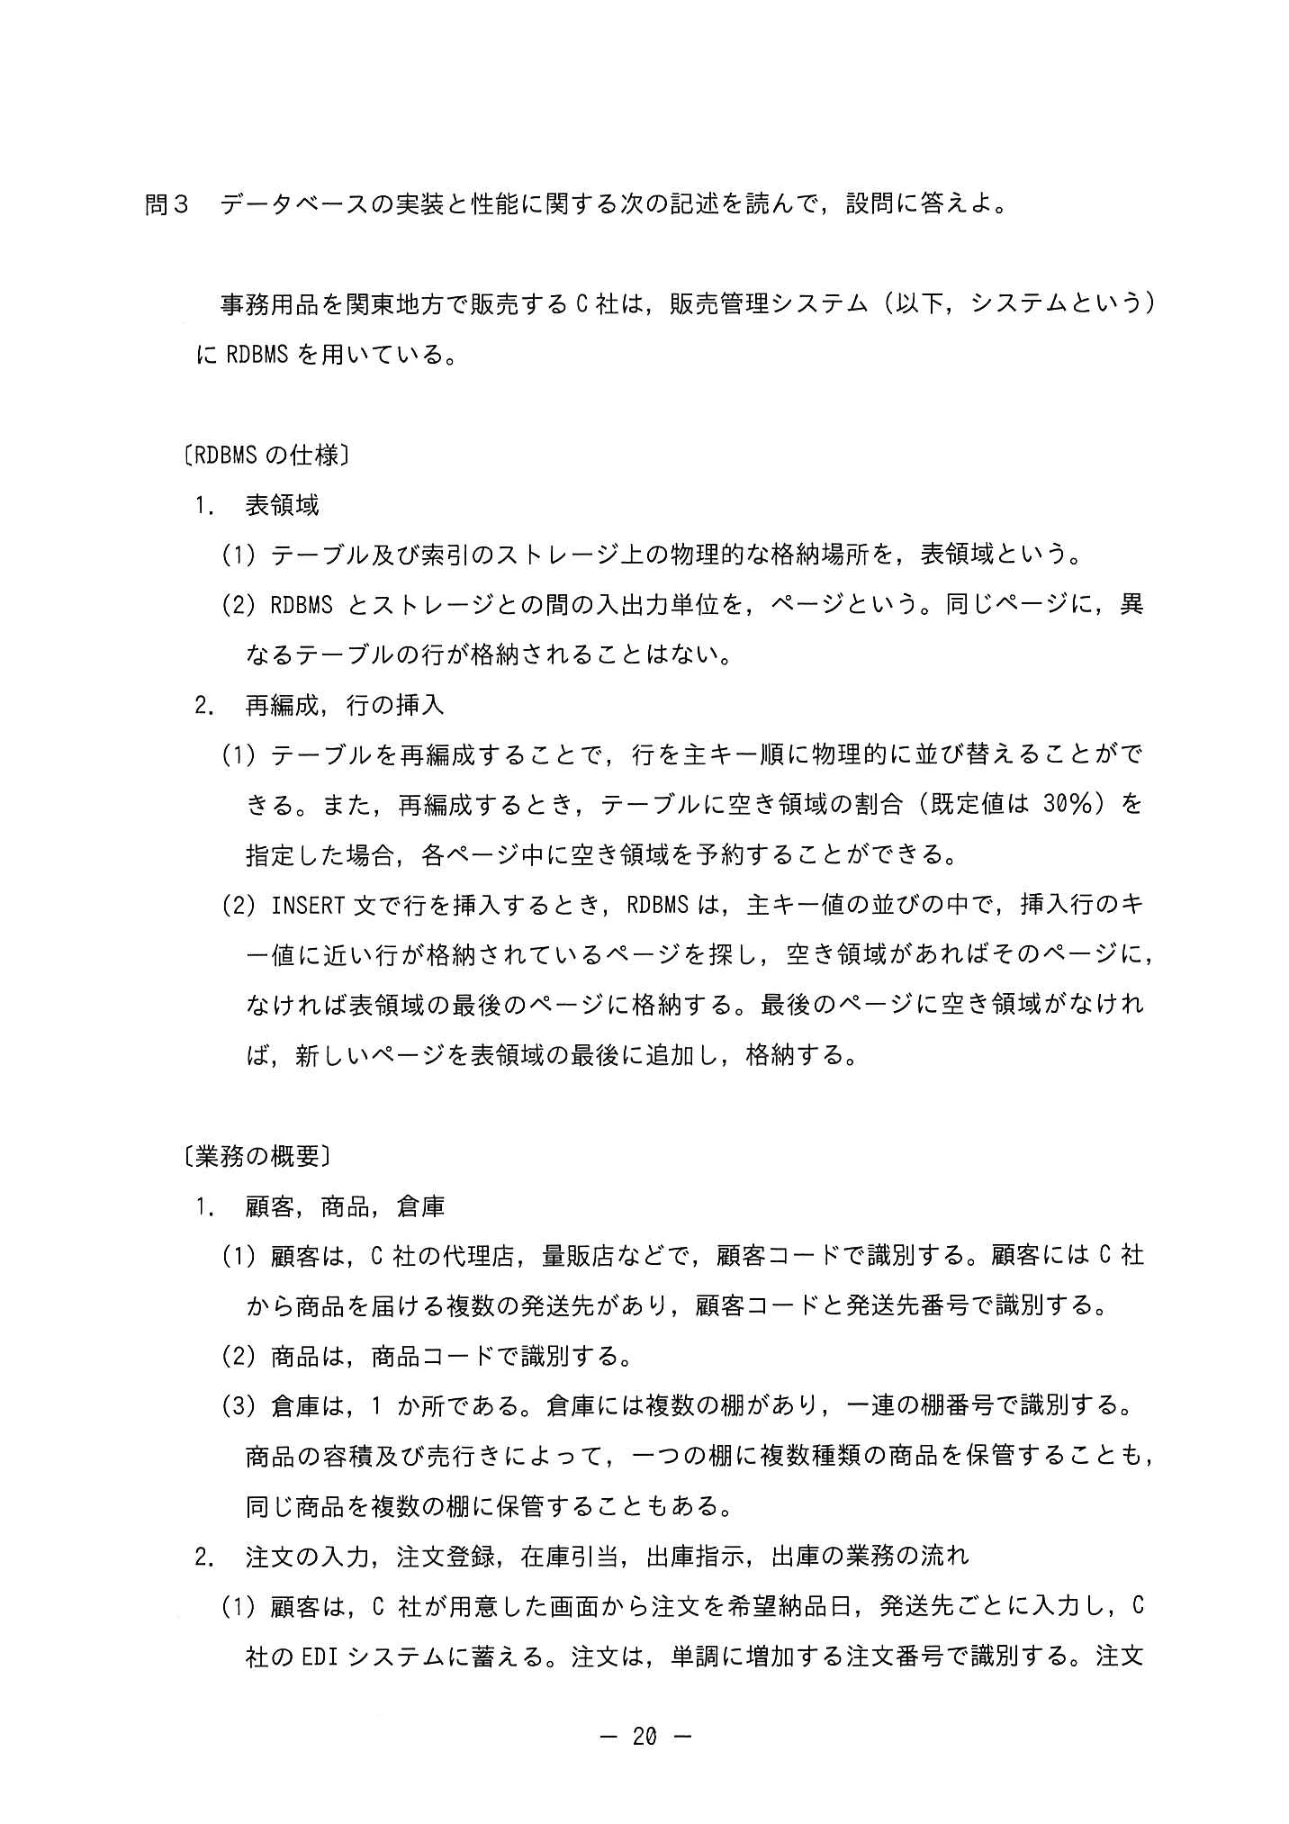 問3　データベースの実装と性能に関する次の記述を読んで，設問に答えよ。
事務用品を関東地方で販売するC社は，販売管理システム（以下，システムという）
にRDBMSを用いている。
〔RDBMSの仕様〕
1．　表領域
(1) テーブル及び索引のストレージ上の物理的な格納場所を，表領域という。
(2) RDBMSとストレージとの間の入出力単位を，ページという。同じページに，異
なるテーブルの行が格納されることはない。
2．　再編成，行の挿入
(1) テーブルを再編成することで，行を主キー順に物理的に並び替えることがで
きる。また，再編成するとき，テーブルに空き領域の割合（既定値は 30%）を
指定した場合，各ページ中に空き領域を予約することができる。
(2) INSERT文で行を挿入するとき，RDBMSは，主キー値の並びの中で，挿入行のキ
ー値に近い行が格納されているページを探し，空き領域があればそのページに，
なければ表領域の最後のページに格納する。最後のページに空き領域がなけれ
ば，新しいページを表領域の最後に追加し，格納する。
〔業務の概要〕
1．　顧客，商品，倉庫
(1) 顧客は，C社の代理店，量販店などで，顧客コードで識別する。顧客にはC社
から商品を届ける複数の発送先があり，顧客コードと発送先番号で識別する。
(2) 商品は，商品コードで識別する。
(3) 倉庫は，1か所である。倉庫には複数の棚があり，一連の棚番号で識別する。
商品の容積及び売行きによって，一つの棚に複数種類の商品を保管することも，
同じ商品を複数の棚に保管することもある。
2．　注文の入力，注文登録，在庫引当，出庫指示，出庫の業務の流れ
(1) 顧客は，C社が用意した画面から注文を希望納品日，発送先ごとに入力し，C
社のEDIシステムに蓄える。注文は，単調に増加する注文番号で識別する。注文
－ 20 －